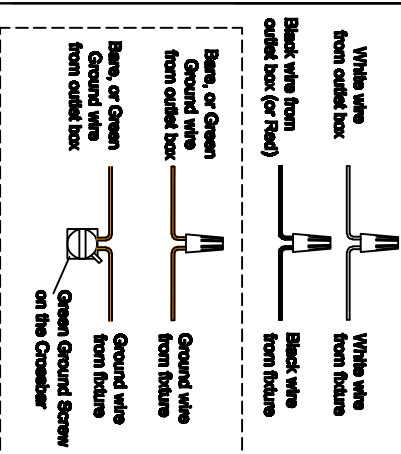 White wire
from outlet box
White wire
from fixture
Black wire from
outlet box (or Red)
Black wire
from fixture
Bare, or Green
Ground wire
from outlet box
Ground wire
from fixture
Bare, or Green
Ground wire
from outlet box
Ground wire
from fixture
Green Ground Screw
on the Crossbar